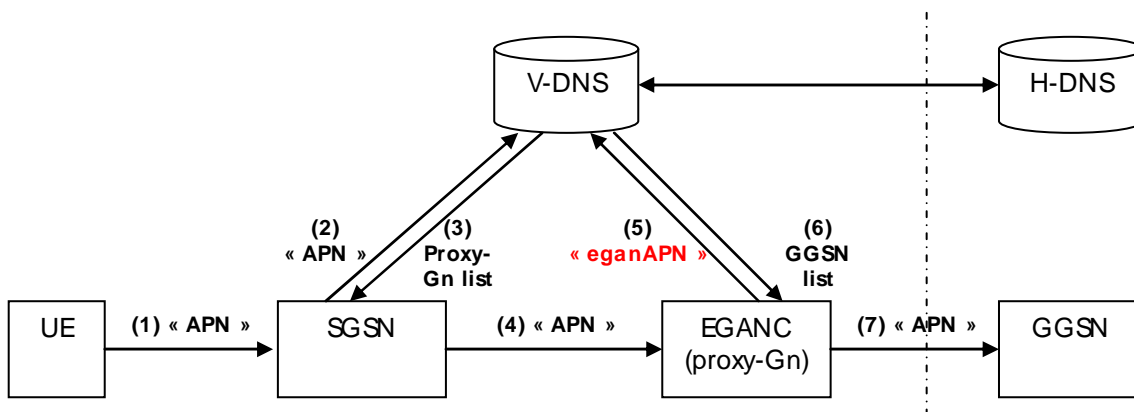 V-DNS
H-DNS
(2)
« APN »
(3)
Proxy-
Gn list
(5)
« eganAPN »
(6)
GGSN
list
UE
(1) « APN »
SGSN
(4) « APN »
EGANC
(proxy-Gn)
(7) « APN »
GGSN